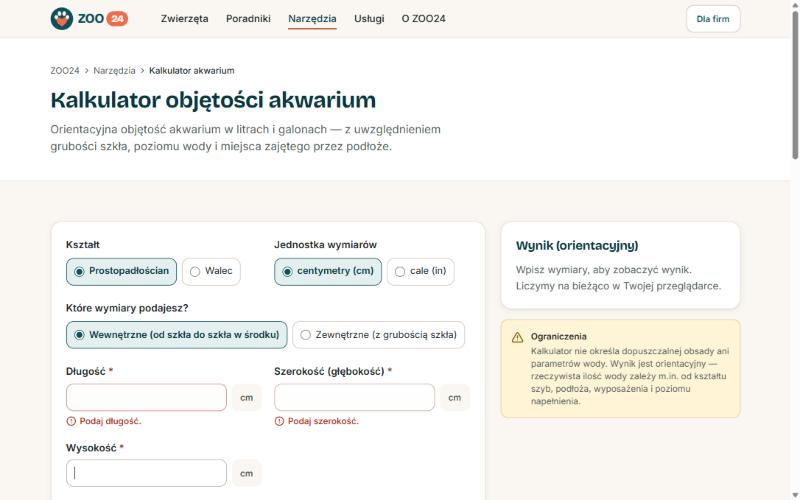 ZOO 24
Zwierzęta
Poradniki
Narzędzia
Usługi
O ZOO24
Dla firm
ZOO24 > Narzędzia > Kalkulator akwarium
Kalkulator objętości akwarium
Orientacyjna objętość akwarium w litrach i galonach — z uwzględnieniem
grubości szkła, poziomu wody i miejsca zajętego przez podłoże.
Kształt
Prostopadłościan
Walec
Jednostka wymiarów
centymetry (cm)
cale (in)
Które wymiary podajesz?
Wewnętrzne (od szkła do szkła w środku)
Zewnętrzne (z grubością szkła)
Długość *
cm
Podaj długość.
Szerokość (głębokość) *
cm
Podaj szerokość.
Wysokość *
cm
Wynik (orientacyjny)
Wpisz wymiary, aby zobaczyć wynik.
Liczymy na bieżąco w Twojej przeglądarce.
Ograniczenia
Kalkulator nie określa dopuszczalnej obsady ani
parametrów wody. Wynik jest orientacyjny —
rzeczywista ilość wody zależy m.in. od kształtu
szyb, podłoża, wyposażenia i poziomu
napełnienia.